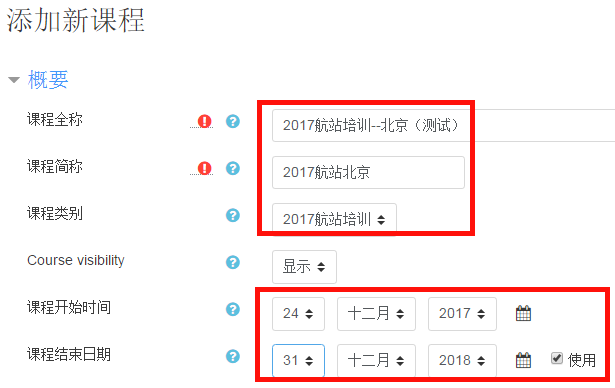 添加新课程
概要
课程全称 2017航站培训--北京（测试）
课程简称 2017航站北京
课程类别 2017航站培训
Course visibility 显示
课程开始时间 24 十二月 2017
课程结束日期 31 十二月 2018 使用